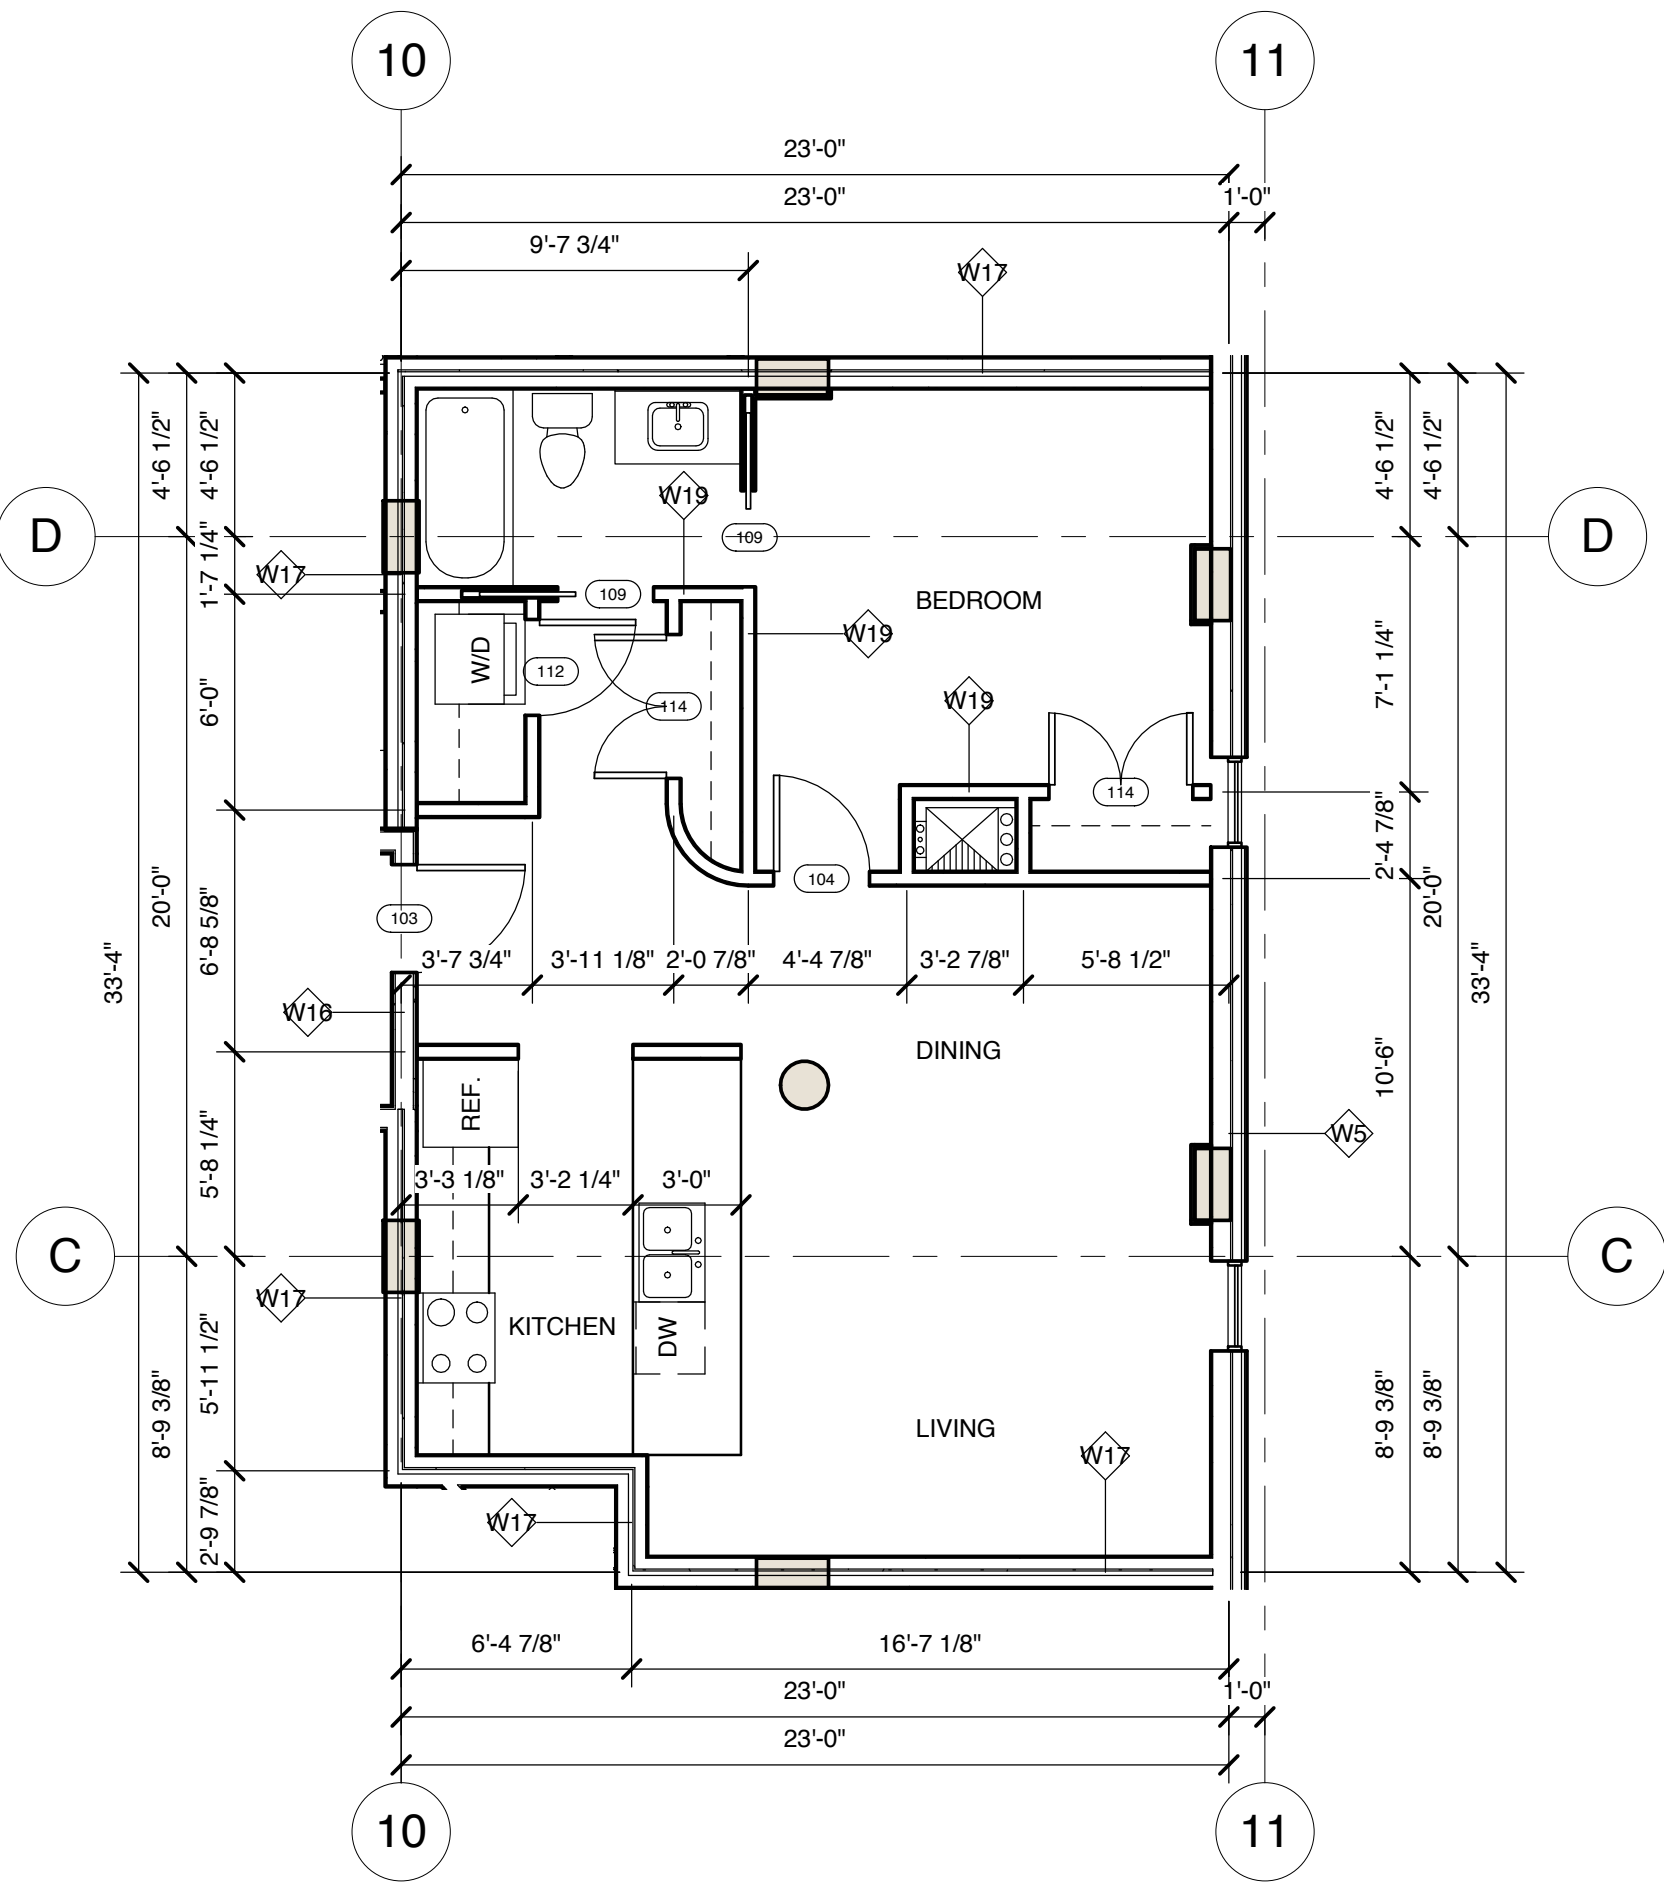 10
11
23'-0"
23'-0"
1'-0"
9'-7 3/4"
W17
4'-6 1/2"
4'-6 1/2"
4'-6 1/2"
4'-6 1/2"
W19
D
109
D
1'-7 1/4"
W17
109
BEDROOM
W19
W/D
112
7'-1 1/4"
6'-0"
114
W19
114
2'-4 7/8"
104
20'-0"
20'-0"
103
6'-8 5/8"
3'-7 3/4"
3'-11 1/8"
2'-0 7/8"
4'-4 7/8"
3'-2 7/8"
5'-8 1/2"
33'-4"
33'-4"
W16
DINING
10'-6"
REF.
W5
5'-8 1/4"
3'-3 1/8"
3'-2 1/4"
3'-0"
C
C
W17
KITCHEN
DW
5'-11 1/2"
8'-9 3/8"
8'-9 3/8"
8'-9 3/8"
LIVING
W17
2'-9 7/8"
W17
6'-4 7/8"
16'-7 1/8"
23'-0"
1'-0"
23'-0"
10
11